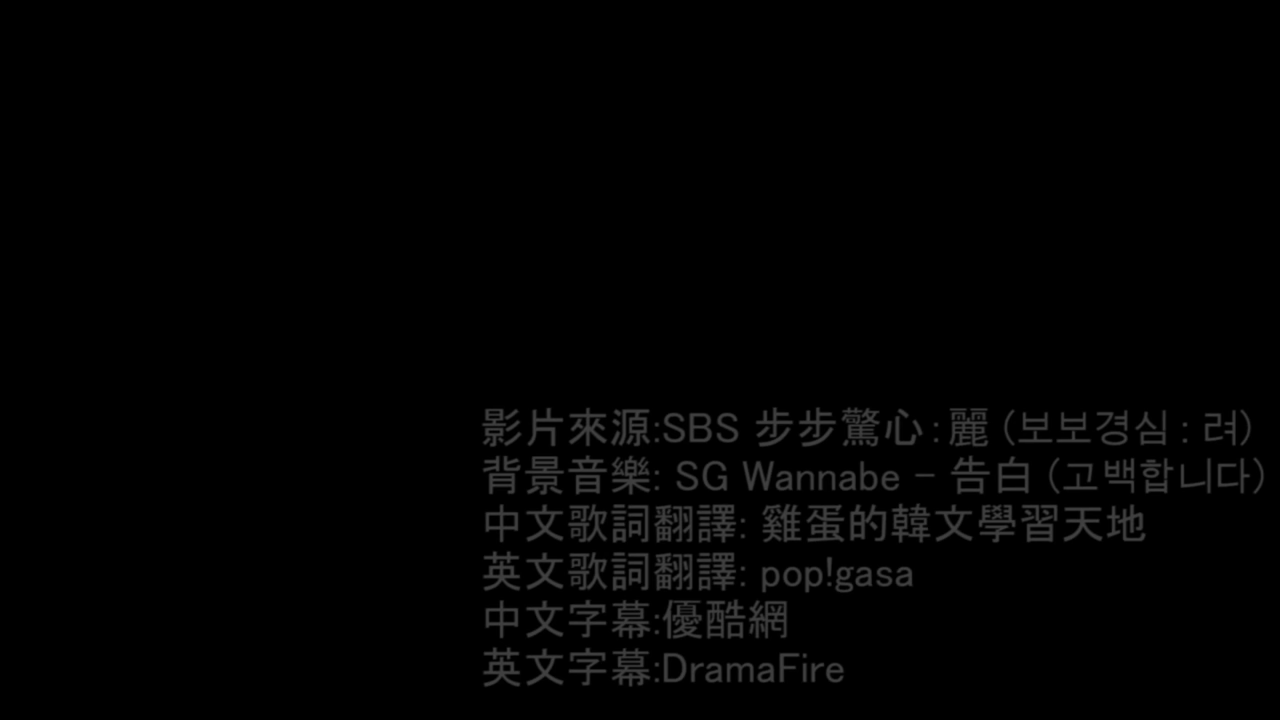 影片來源:SBS 步步驚心 : 麗 (보보경심 : 려)
背景音樂: SG Wannabe - 告白 (고백합니다)
中文歌詞翻譯: 雞蛋的韓文學習天地
英文歌詞翻譯: pop!gasa
中文字幕:優酷網
英文字幕:DramaFire